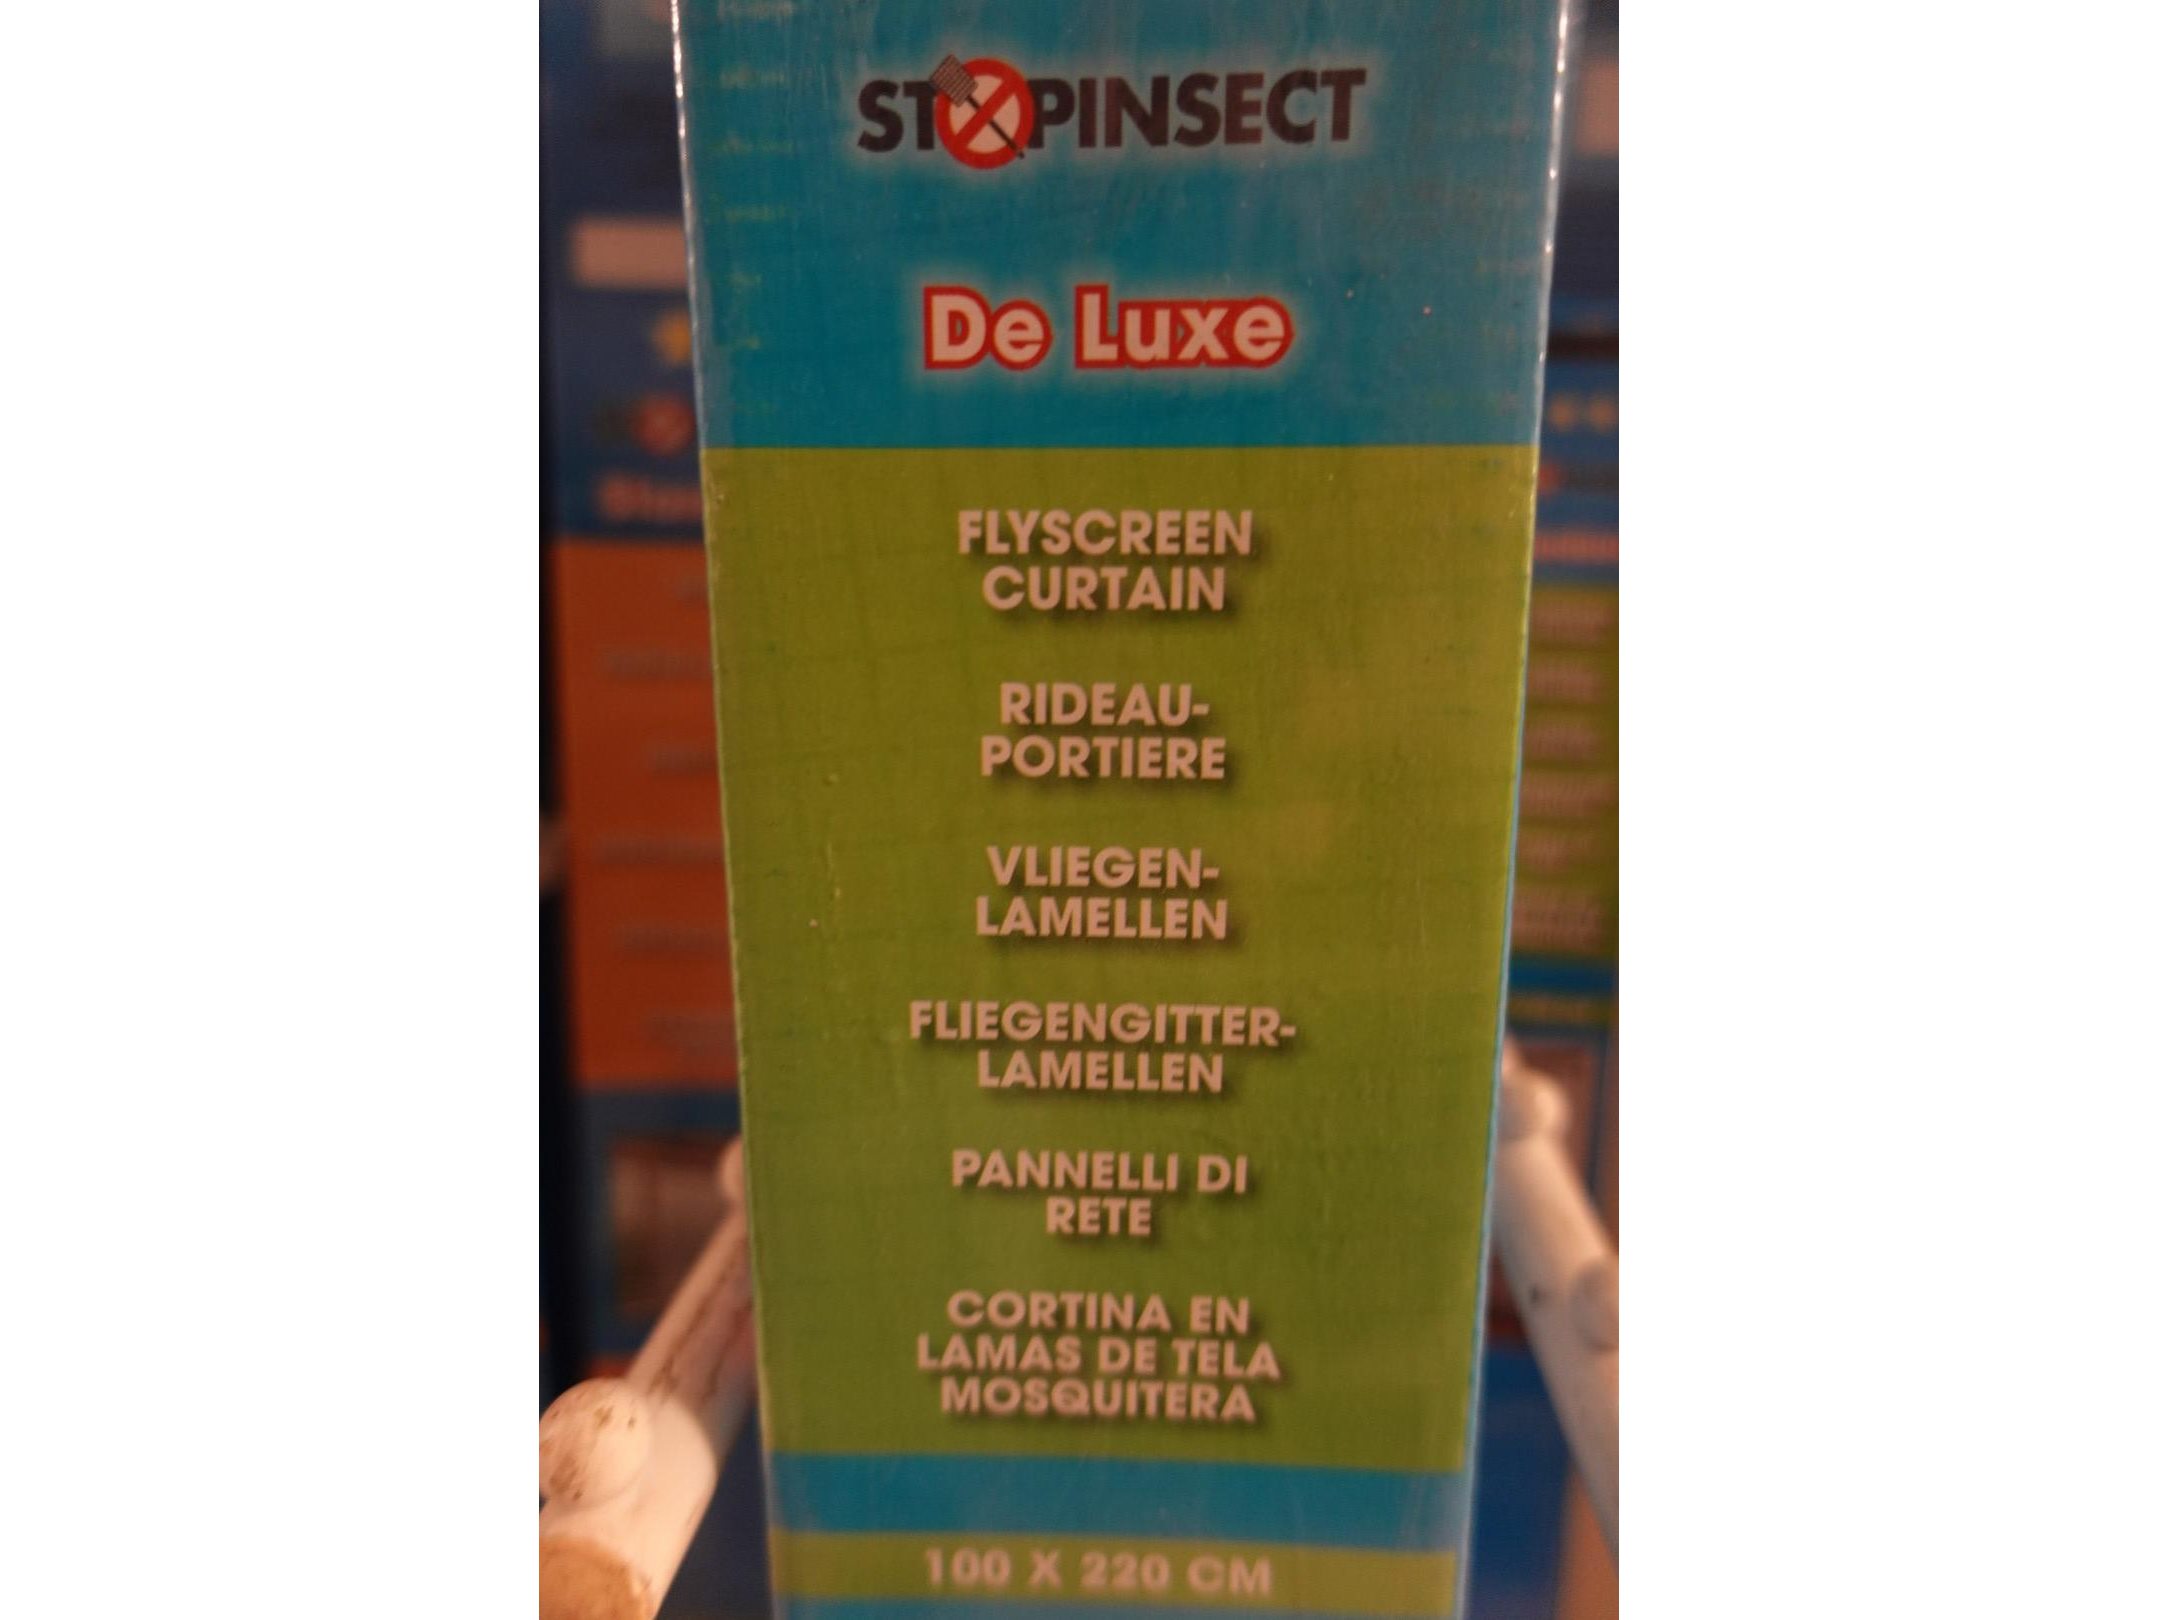 STOPINSECT
De Luxe
FLYSCREEN
CURTAIN
RIDEAU-
PORTIERE
VLIEGEN-
LAMELLEN
FLIEGENGITTER-
LAMELLEN
PANNELLI DI
RETE
CORTINA EN
LAMAS DE TELA
MOSQUITERA
100 X 220 CM